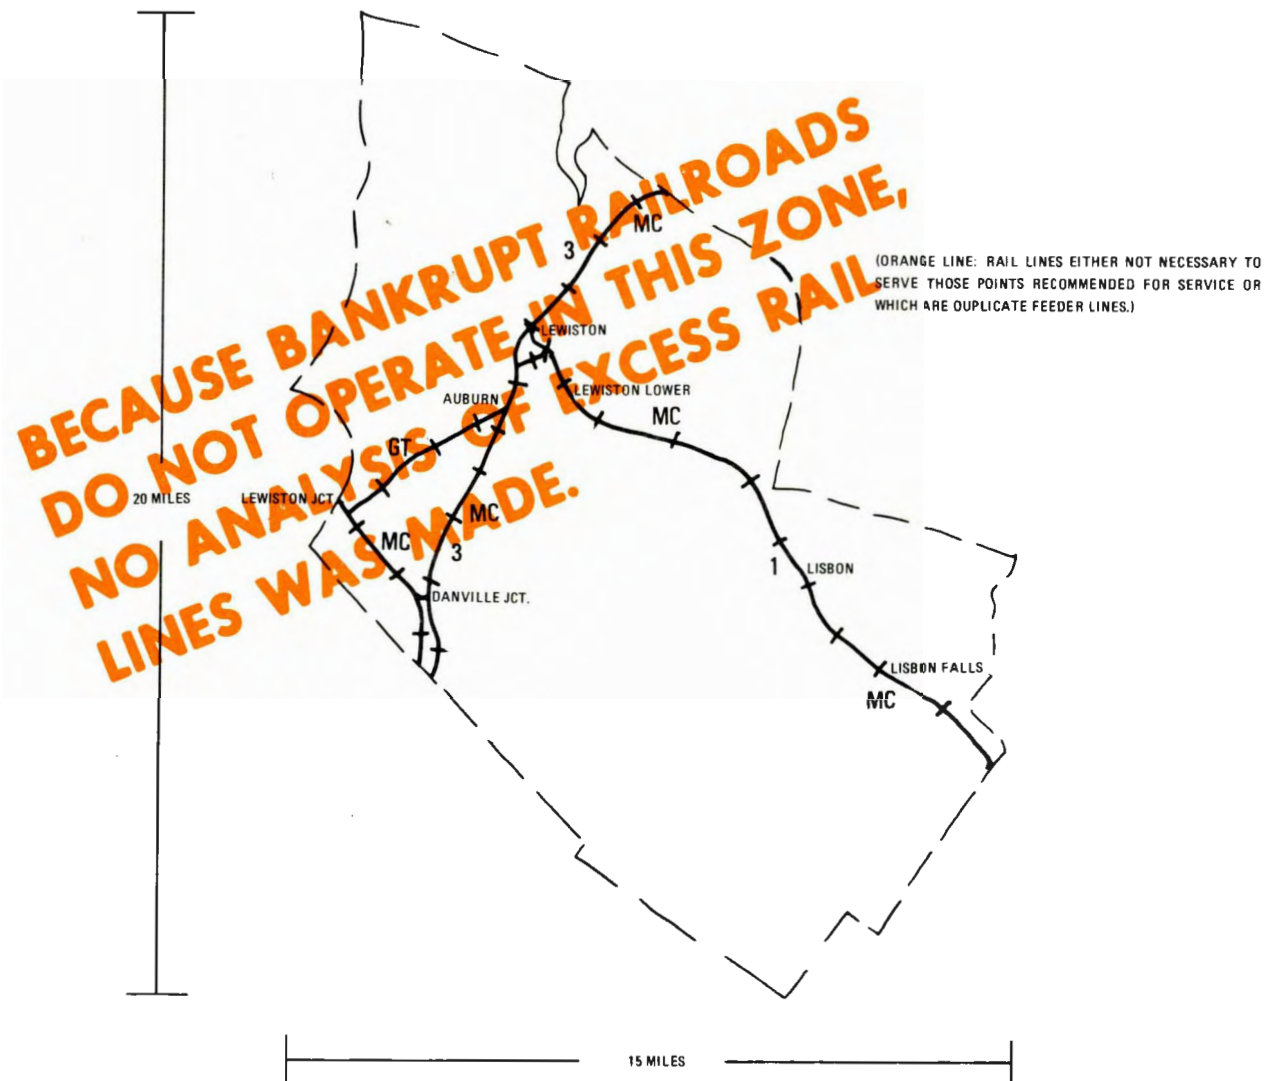 BECAUSE BANKRUPT RAILROADS
DO NOT OPERATE IN THIS ZONE,
NO ANALYSIS OF EXCESS RAIL
LINES WAS MADE.
(ORANGE LINE: RAIL LINES EITHER NOT NECESSARY TO
SERVE THOSE POINTS RECOMMENDED FOR SERVICE OR
WHICH ARE DUPLICATE FEEDER LINES.)
MC
3
LEWISTON
LEWISTON LOWER
AUBURN
MC
GT
20 MILES
LEWISTON JCT.
MC
MC
3
1
LISBON
DANVILLE JCT.
LISBON FALLS
MC
15 MILES